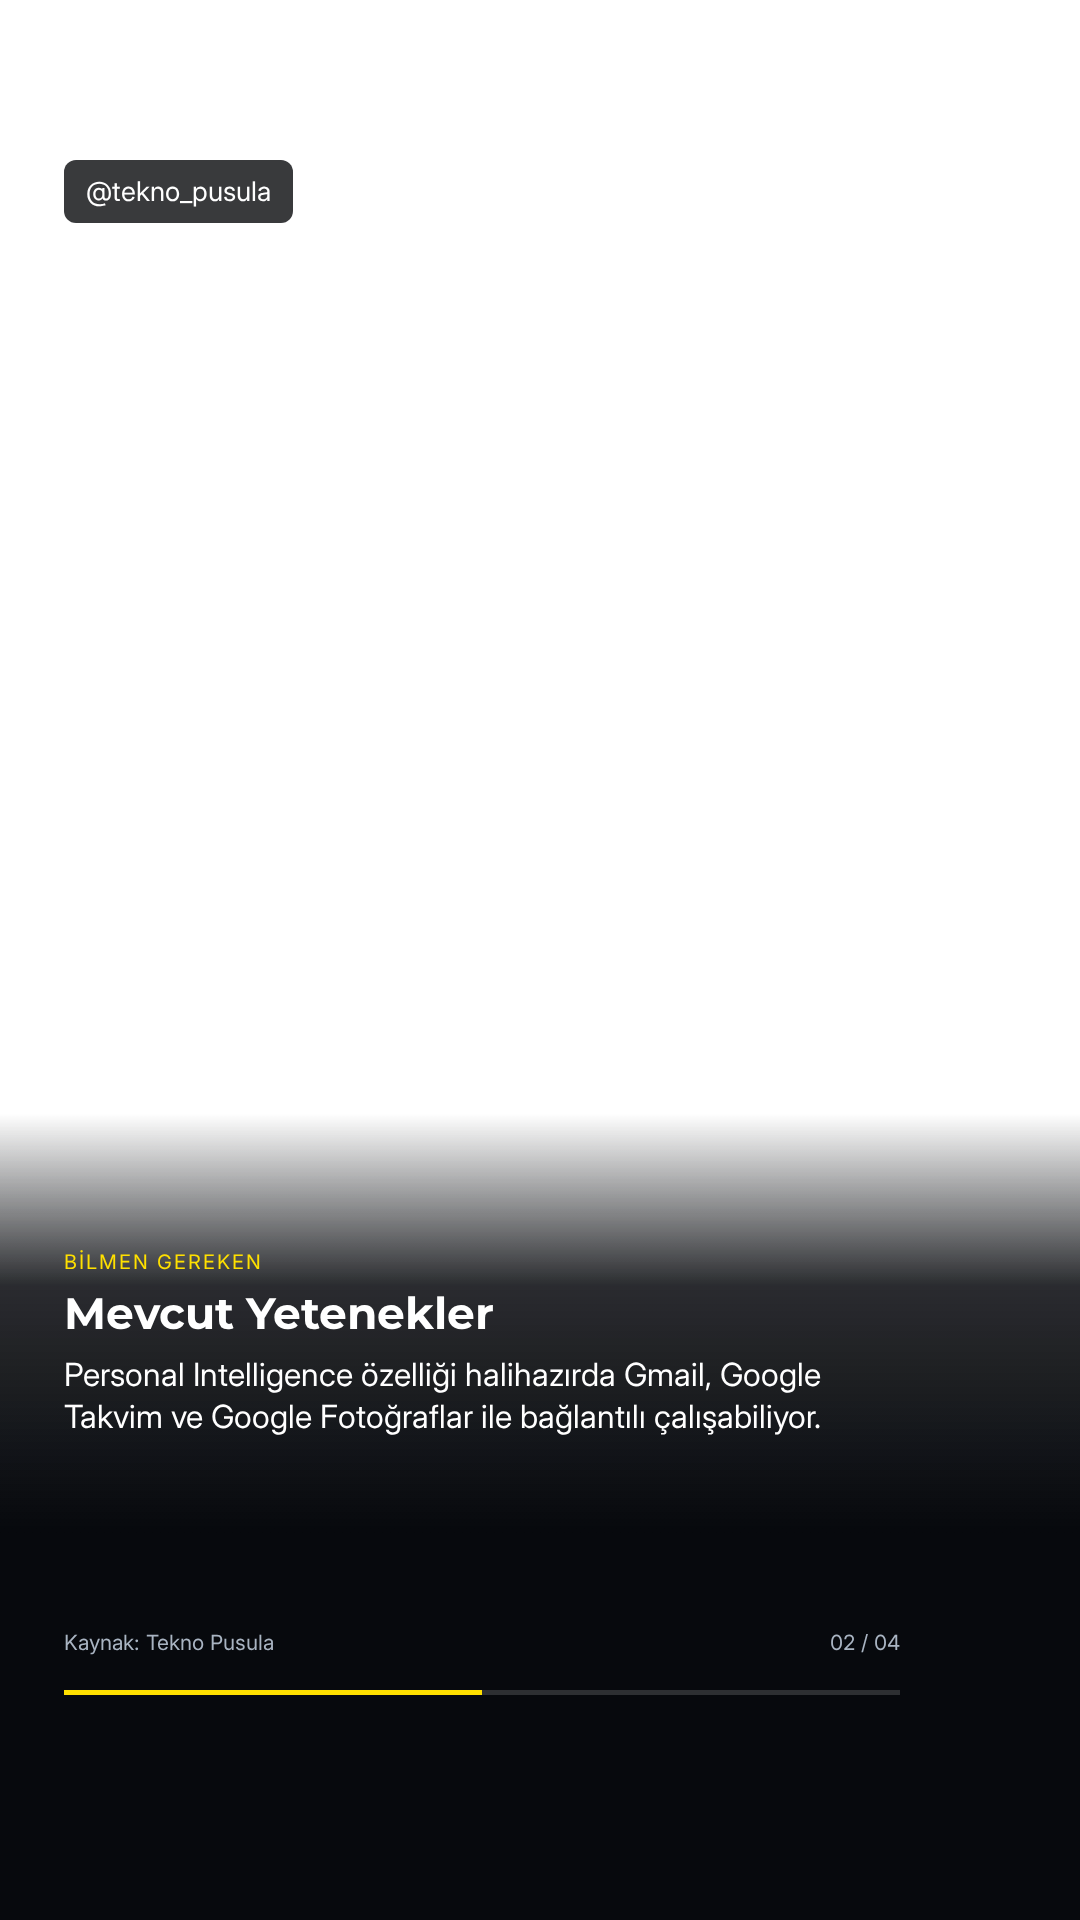 @tekno_pusula
BİLMEN GEREKEN
Mevcut Yetenekler
Personal Intelligence özelliği halihazırda Gmail, Google
Takvim ve Google Fotoğraflar ile bağlantılı çalışabiliyor.
Kaynak: Tekno Pusula
02 / 04